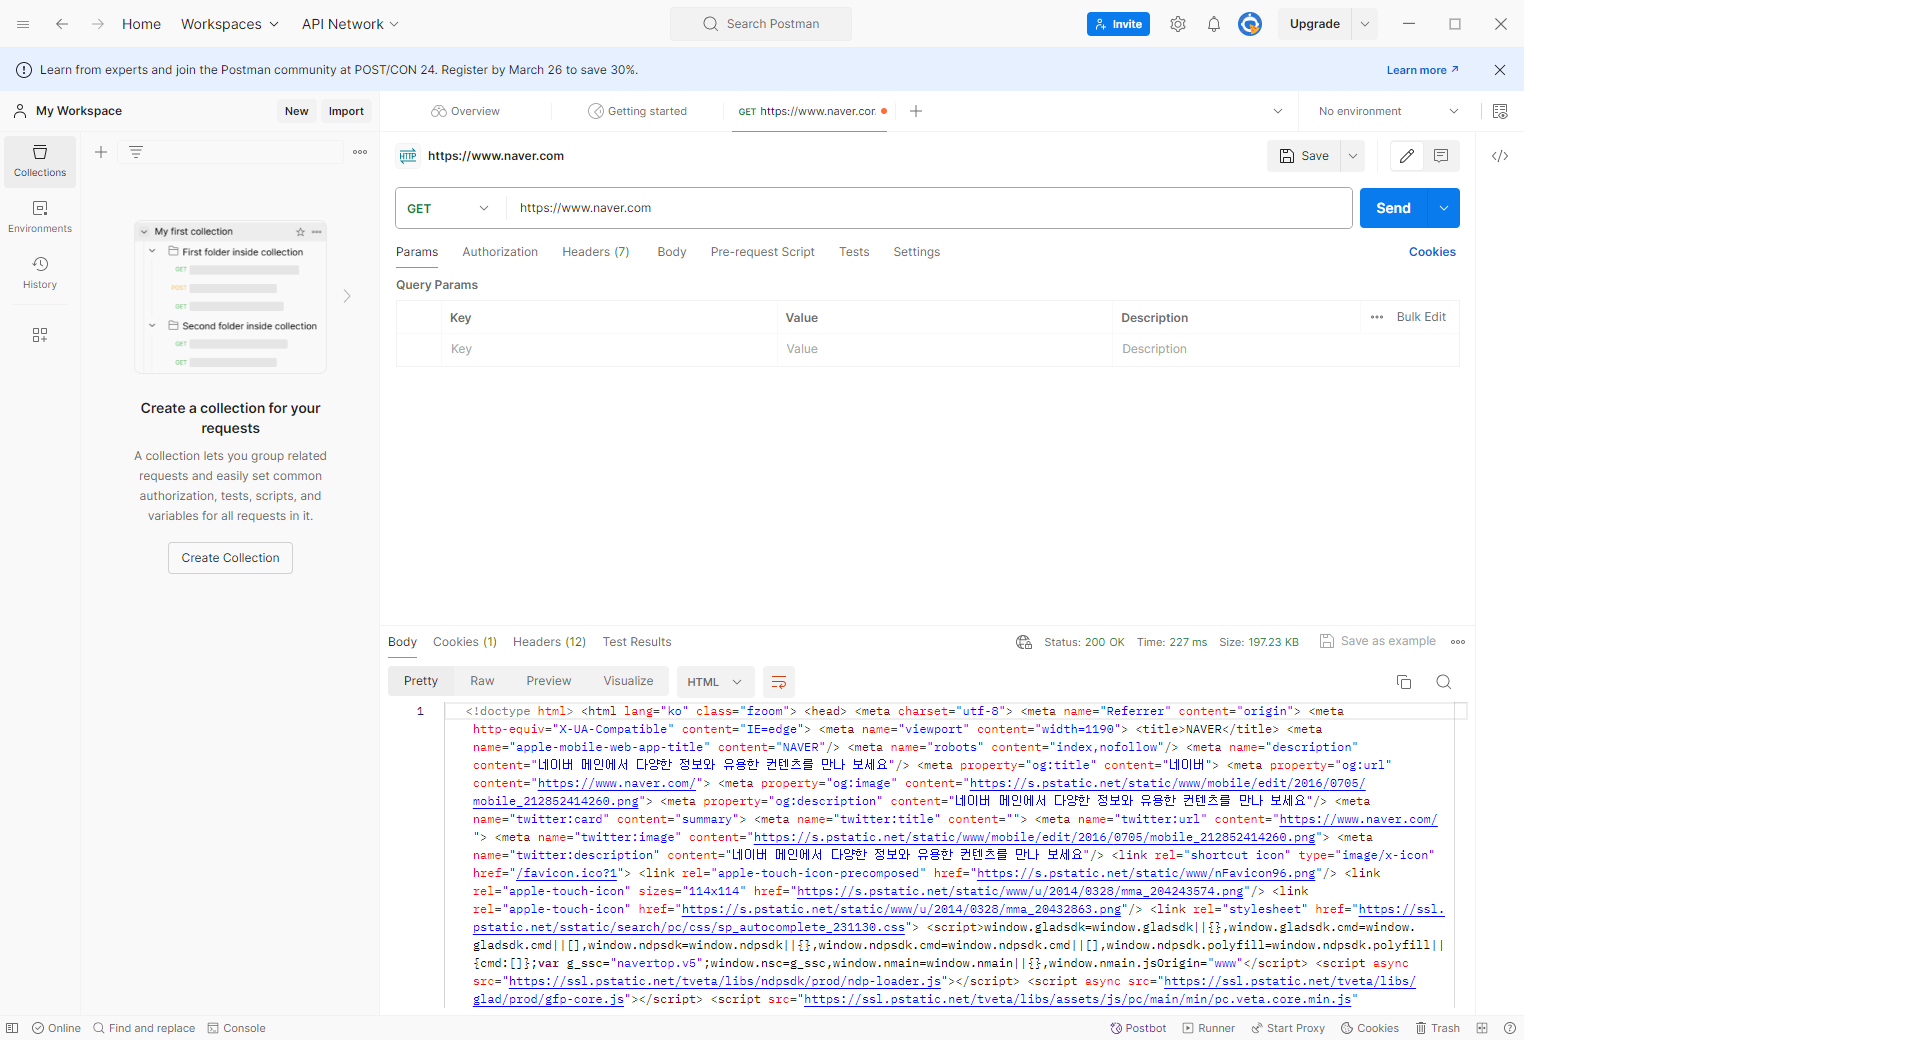 Home Workspaces API Network Search Postman Invite Upgrade
Learn from experts and join the Postman community at POST/CON 24. Register by March 26 to save 30%. Learn more
My Workspace New Import Overview Getting started GET https://www.naver.cor No environment
HTTP https://www.naver.com Save
Collections
Environments
History
My first collection
First folder inside collection
GET
POST
GET
Second folder inside collection
GET
GET
Create a collection for your
requests
A collection lets you group related
requests and easily set common
authorization, tests, scripts, and
variables for all requests in it.
Create Collection
GET https://www.naver.com Send
Params Authorization Headers (7) Body Pre-request Script Tests Settings Cookies
Query Params
Key Value Description Bulk Edit
Key Value Description
Body Cookies (1) Headers (12) Test Results Status: 200 OK Time: 227 ms Size: 197.23 KB Save as example
Pretty Raw Preview Visualize HTML
1 <!doctype html> <html lang="ko" class="fzoom"> <head> <meta charset="utf-8"> <meta name="Referrer" content="origin"> <meta
http-equiv="X-UA-Compatible" content="IE=edge"> <meta name="viewport" content="width=1190"> <title>NAVER</title> <meta
name="apple-mobile-web-app-title" content="NAVER"/> <meta name="robots" content="index,nofollow"/> <meta name="description"
content="네이버 메인에서 다양한 정보와 유용한 컨텐츠를 만나 보세요"/> <meta property="og:title" content="네이버"> <meta property="og:url"
content="https://www.naver.com/"> <meta property="og:image" content="https://s.pstatic.net/static/www/mobile/edit/2016/0705/
mobile_212852414260.png"> <meta property="og:description" content="네이버 메인에서 다양한 정보와 유용한 컨텐츠를 만나 보세요"/> <meta
name="twitter:card" content="summary"> <meta name="twitter:title" content=""> <meta name="twitter:url" content="https://www.naver.com/
"> <meta name="twitter:image" content="https://s.pstatic.net/static/www/mobile/edit/2016/0705/mobile_212852414260.png"> <meta
name="twitter:description" content="네이버 메인에서 다양한 정보와 유용한 컨텐츠를 만나 보세요"/> <link rel="shortcut icon" type="image/x-icon"
href="/favicon.ico?1"> <link rel="apple-touch-icon-precomposed" href="https://s.pstatic.net/static/www/nFavicon96.png"/> <link
rel="apple-touch-icon" sizes="114x114" href="https://s.pstatic.net/static/www/u/2014/0328/mma_204243574.png"/> <link
rel="apple-touch-icon" href="https://s.pstatic.net/static/www/u/2014/0328/mma_20432863.png"/> <link rel="stylesheet" href="https://ssl.
pstatic.net/sstatic/search/pc/css/sp_autocomplete_231130.css"> <script>window.gladsdk=window.gladsdk||{},window.gladsdk.cmd=window.
gladsdk.cmd||[],window.ndpsdk=window.ndpsdk||{},window.ndpsdk.cmd=window.ndpsdk.cmd||[],window.ndpsdk.polyfill=window.ndpsdk.polyfill||
{cmd:[]};var g_ssc="navertop.v5";window.nsc=g_ssc,window.nmain=window.nmain||{},window.nmain.jsOrigin="www"</script> <script async
src="https://ssl.pstatic.net/tveta/libs/ndpsdk/prod/ndp-loader.js"></script> <script async src="https://ssl.pstatic.net/tveta/libs/
glad/prod/gfp-core.js"></script> <script src="https://ssl.pstatic.net/tveta/libs/assets/js/pc/main/min/pc.veta.core.min.js"
Online Find and replace Console Postbot Runner Start Proxy Cookies Trash